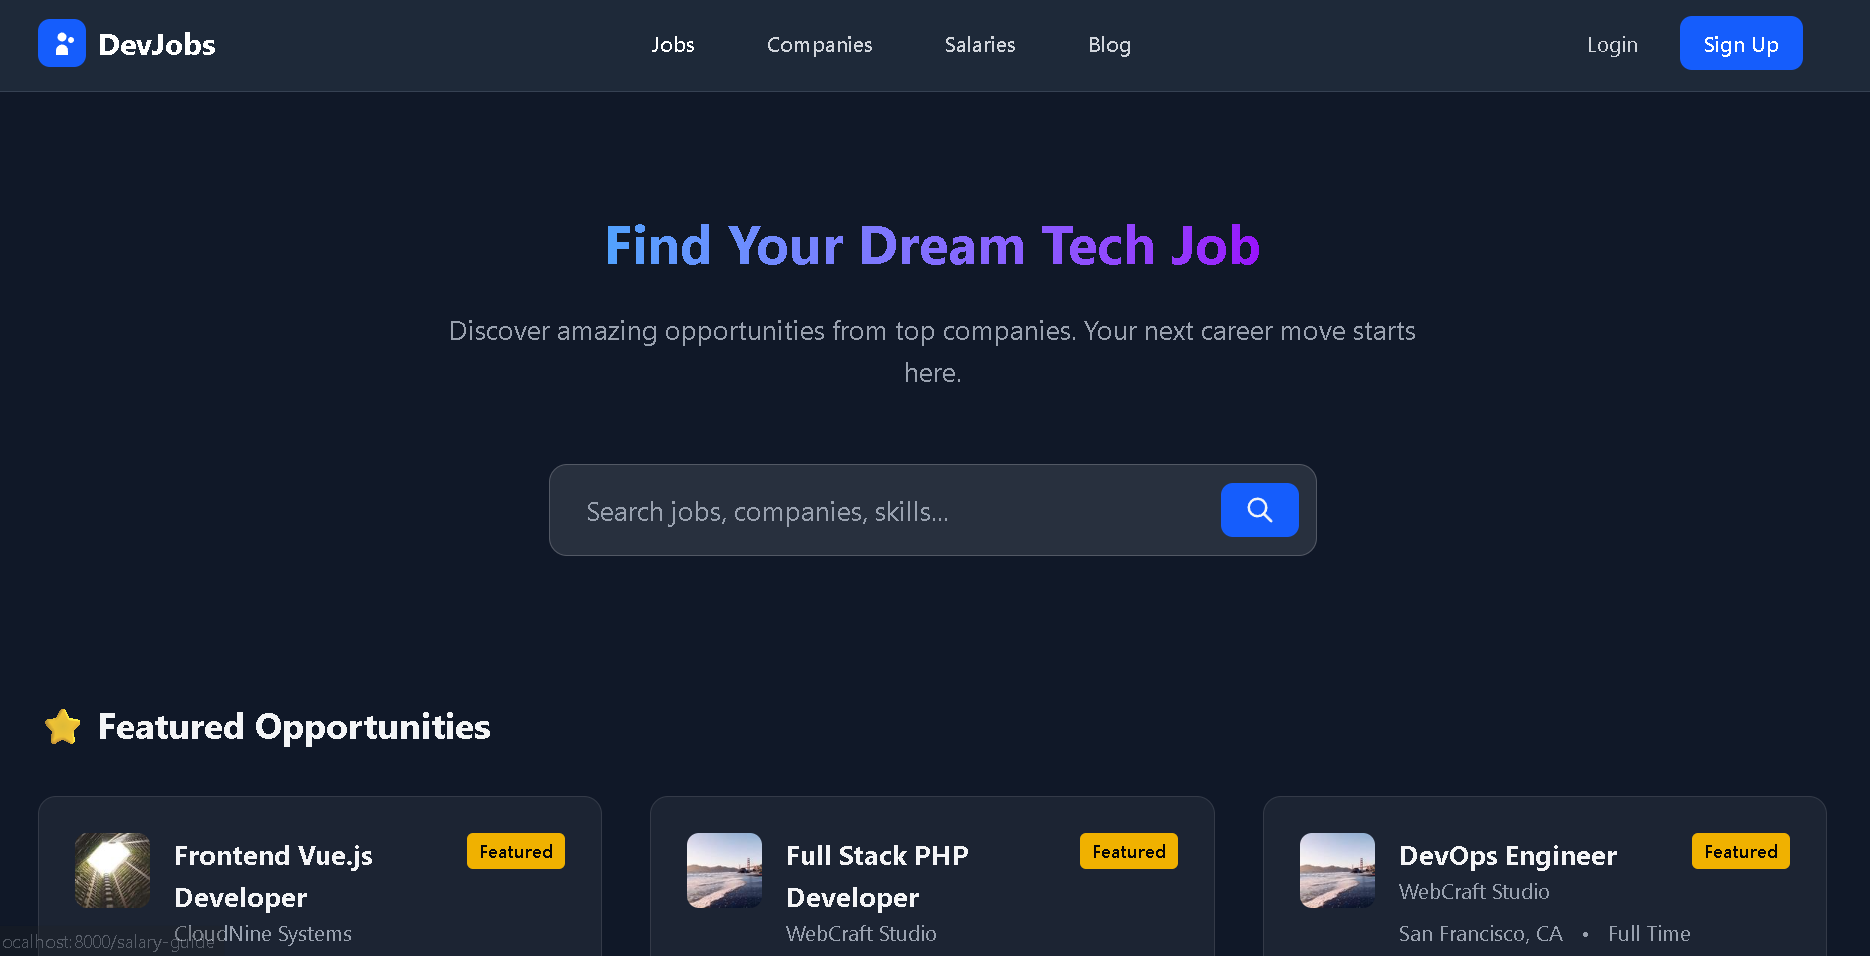 DevJobs
Jobs
Companies
Salaries
Blog
Login
Sign Up
Find Your Dream Tech Job
Discover amazing opportunities from top companies. Your next career move starts
here.
Search jobs, companies, skills...
Featured Opportunities
Frontend Vue.js
Developer
Featured
CloudNine Systems
Full Stack PHP
Developer
Featured
WebCraft Studio
DevOps Engineer
Featured
WebCraft Studio
San Francisco, CA • Full Time
ocalhost:8000/salary-guide